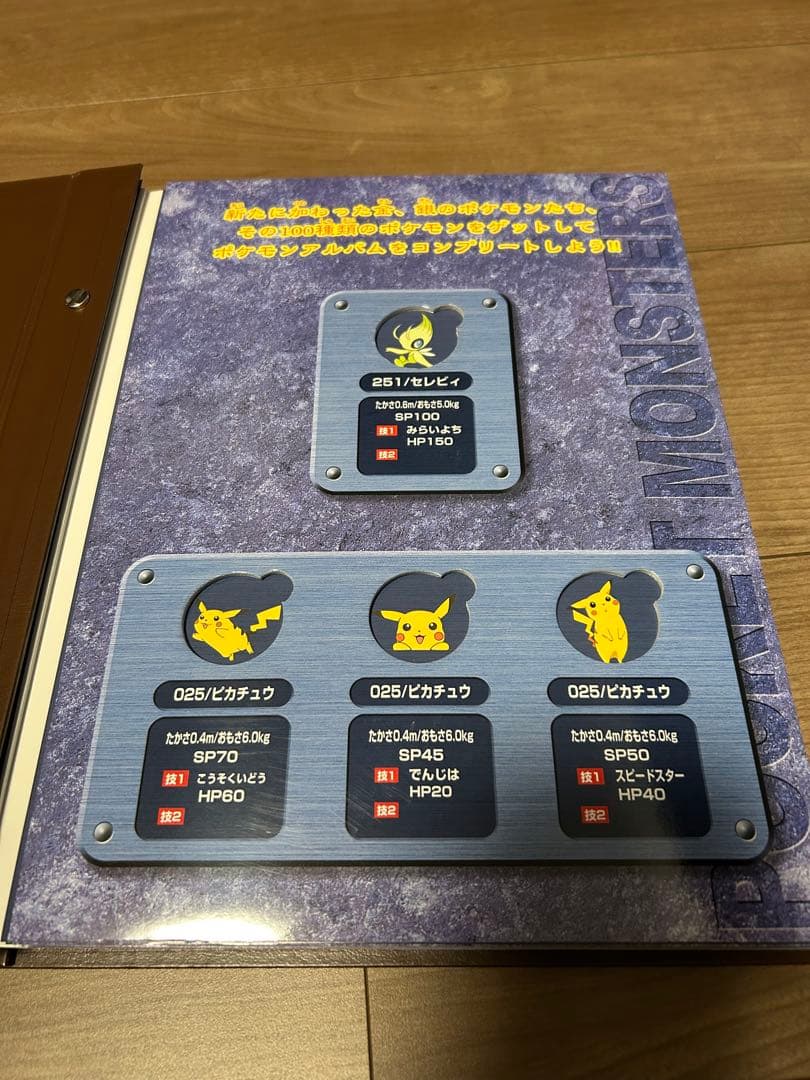 新たに加わった金、銀のポケモンたち、
その100種類のポケモンをゲットして
ポケモンアルバムをコンプリートしよう!!
POCKET MONSTERS
251/セレビィ
たかさ0.6m/おもさ5.0kg
SP100
技1 みらいよち
HP150
技2
025/ピカチュウ
たかさ0.4m/おもさ6.0kg
SP70
技1 こうそくいどう
HP60
技2
025/ピカチュウ
たかさ0.4m/おもさ6.0kg
SP45
技1 でんじは
HP20
技2
025/ピカチュウ
たかさ0.4m/おもさ6.0kg
SP50
技1 スピードスター
HP40
技2